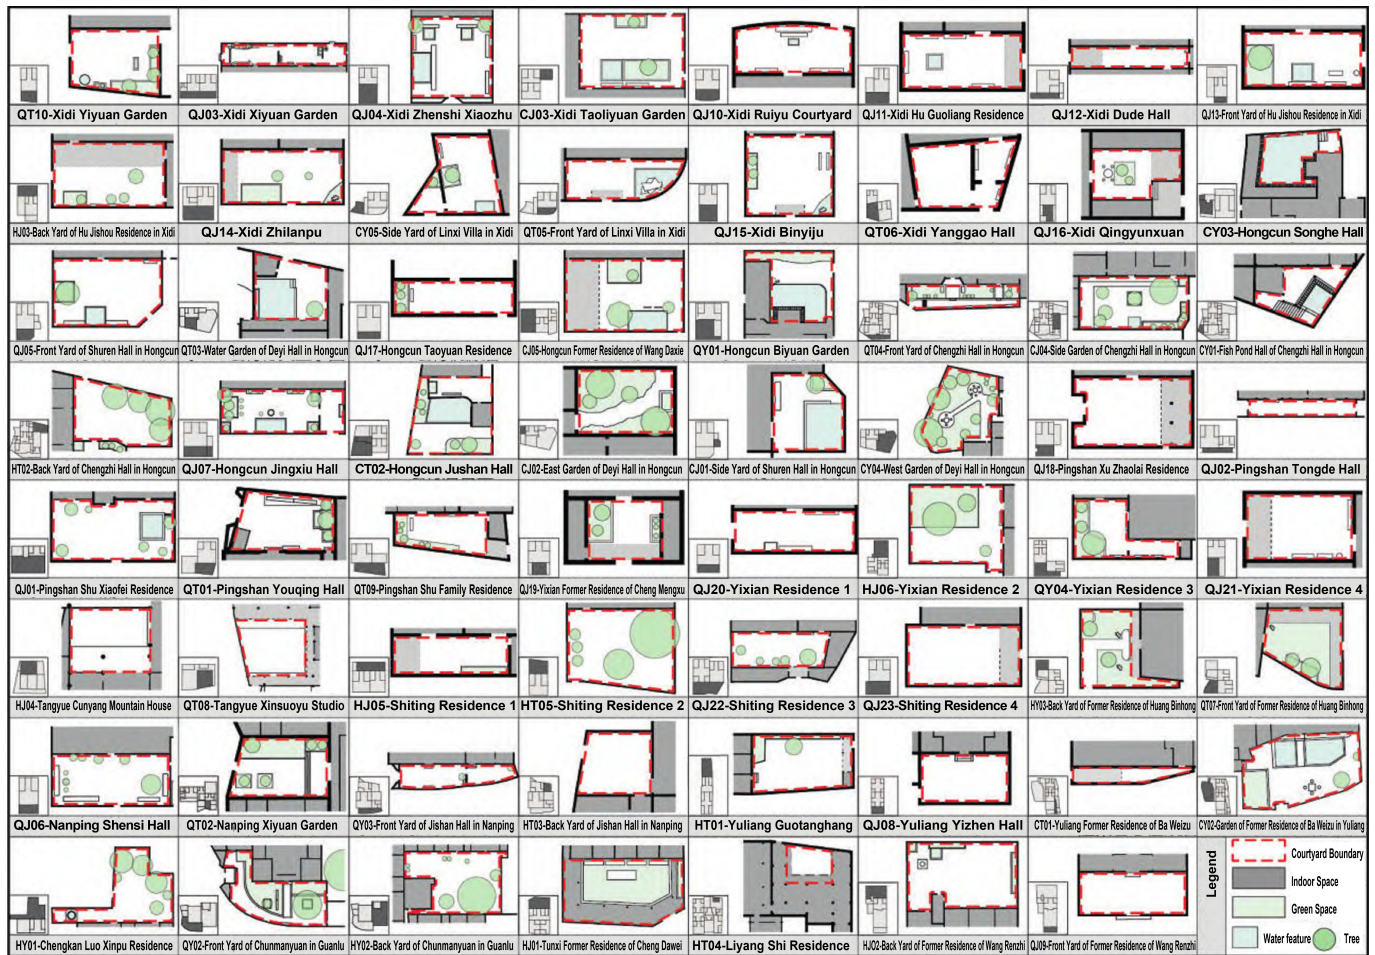 QT10-Xidi Yiyuan Garden
QJ03-Xidi Xiyuan Garden
QJ04-Xidi Zhenshi Xiaozhu
CJ03-Xidi Taoliyuan Garden
QJ10-Xidi Ruiyu Courtyard
QJ11-Xidi Hu Guoliang Residence
QJ12-Xidi Dude Hall
QJ13-Front Yard of Hu Jishou Residence in Xidi
HJ03-Back Yard of Hu Jishou Residence in Xidi
QJ14-Xidi Zhilanpu
CY05-Side Yard of Linxi Villa in Xidi
QT05-Front Yard of Linxi Villa in Xidi
QJ15-Xidi Binyiju
QT06-Xidi Yanggao Hall
QJ16-Xidi Qingyunxuan
CY03-Hongcun Songhe Hall
QJ05-Front Yard of Shuren Hall in Hongcun
QT03-Water Garden of Deyi Hall in Hongcun
QJ17-Hongcun Taoyuan Residence
CJ05-Hongcun Former Residence of Wang Daxie
QY01-Hongcun Biyuan Garden
QT04-Front Yard of Chengzhi Hall in Hongcun
CJ04-Side Garden of Chengzhi Hall in Hongcun
CY01-Fish Pond Hall of Chengzhi Hall in Hongcun
HT02-Back Yard of Chengzhi Hall in Hongcun
QJ07-Hongcun Jingxiu Hall
CT02-Hongcun Jushan Hall
CJ02-East Garden of Deyi Hall in Hongcun
CJ01-Side Yard of Shuren Hall in Hongcun
CY04-West Garden of Deyi Hall in Hongcun
QJ18-Pingshan Xu Zhaolai Residence
QJ02-Pingshan Tongde Hall
QJ01-Pingshan Shu Xiaofei Residence
QT01-Pingshan Youqing Hall
QT09-Pingshan Shu Family Residence
QJ19-Yixian Former Residence of Cheng Mengxu
QJ20-Yixian Residence 1
HJ06-Yixian Residence 2
QY04-Yixian Residence 3
QJ21-Yixian Residence 4
HJ04-Tangyue Cunyang Mountain House
QT08-Tangyue Xinsuoyu Studio
HJ05-Shiting Residence 1
HT05-Shiting Residence 2
QJ22-Shiting Residence 3
QJ23-Shiting Residence 4
HY03-Back Yard of Former Residence of Huang Binhong
QT07-Front Yard of Former Residence of Huang Binhong
QJ06-Nanping Shensi Hall
QT02-Nanping Xiyuan Garden
QY03-Front Yard of Jishan Hall in Nanping
HT03-Back Yard of Jishan Hall in Nanping
HT01-Yuliang Guotanghang
QJ08-Yuliang Yizhen Hall
CT01-Yuliang Former Residence of Ba Weizu
CY02-Garden of Former Residence of Ba Weizu in Yuliang
HY01-Chengkan Luo Xinpu Residence
QY02-Front Yard of Chunmanyuan in Guanlu
HY02-Back Yard of Chunmanyuan in Guanlu
HJ01-Tunxi Former Residence of Cheng Dawei
HT04-Liyang Shi Residence
HJO2-Back Yard of Former Residence of Wang Renzhi
QJ09-Front Yard of Former Residence of Wang Renzhi
Legend
Courtyard Boundary
Indoor Space
Green Space
Water feature
Tree